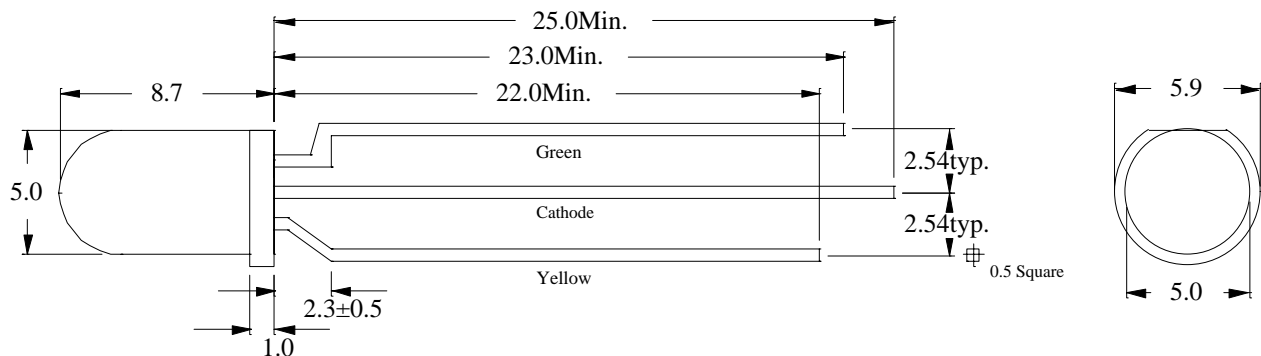 25.0Min.
23.0Min.
8.7
22.0Min.
5.9
Green
2.54typ.
5.0
Cathode
2.54typ.
Yellow
0.5 Square
2.3±0.5
5.0
1.0